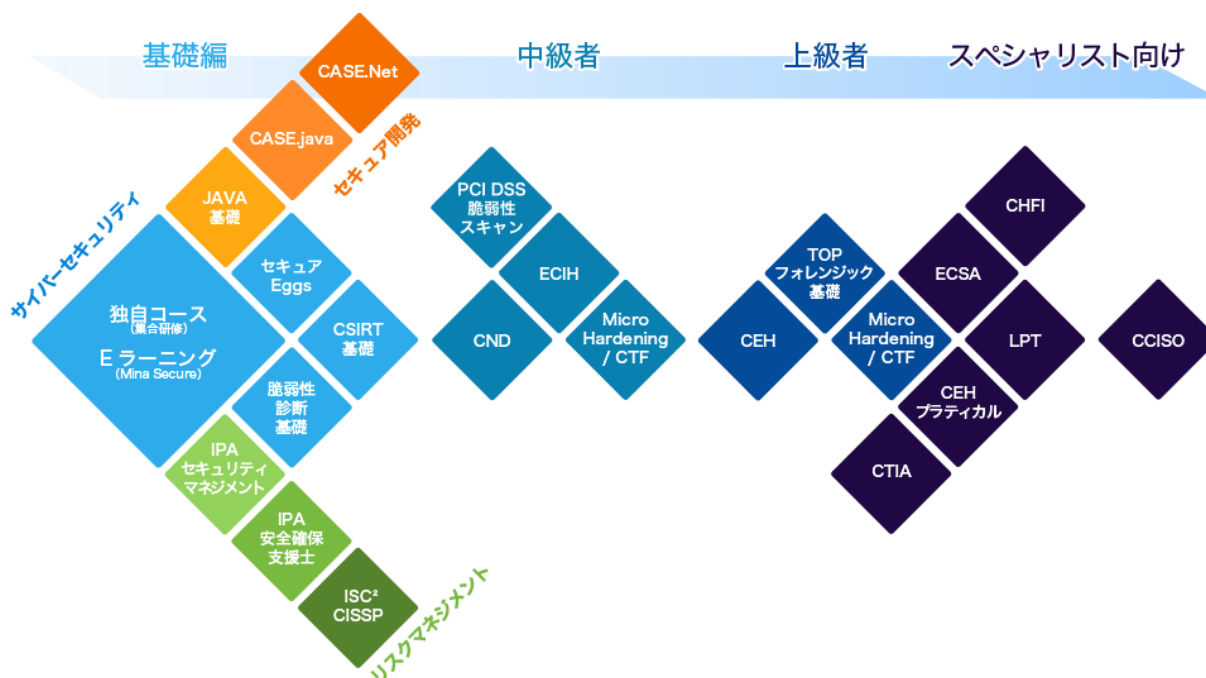 基礎編
中級者
上級者
スペシャリスト向け
CASE.Net
CASE.java
セキュア開発
JAVA
基礎
サイバーセキュリティ
セキュア
Eggs
独自コース
(集合研修)
Eラーニング
(Mina Secure)
CSIRT
基礎
脆弱性
診断
基礎
IPA
セキュリティ
マネジメント
IPA
安全確保
支援士
ISC²
CISSP
リスクマネジメント
PCI DSS
脆弱性
スキャン
ECIH
CND
Micro
Hardening
/ CTF
TOP
フォレンジック
基礎
CEH
Micro
Hardening
/ CTF
CHFI
ECSA
LPT
CEH
プラティカル
CTIA
CCISO